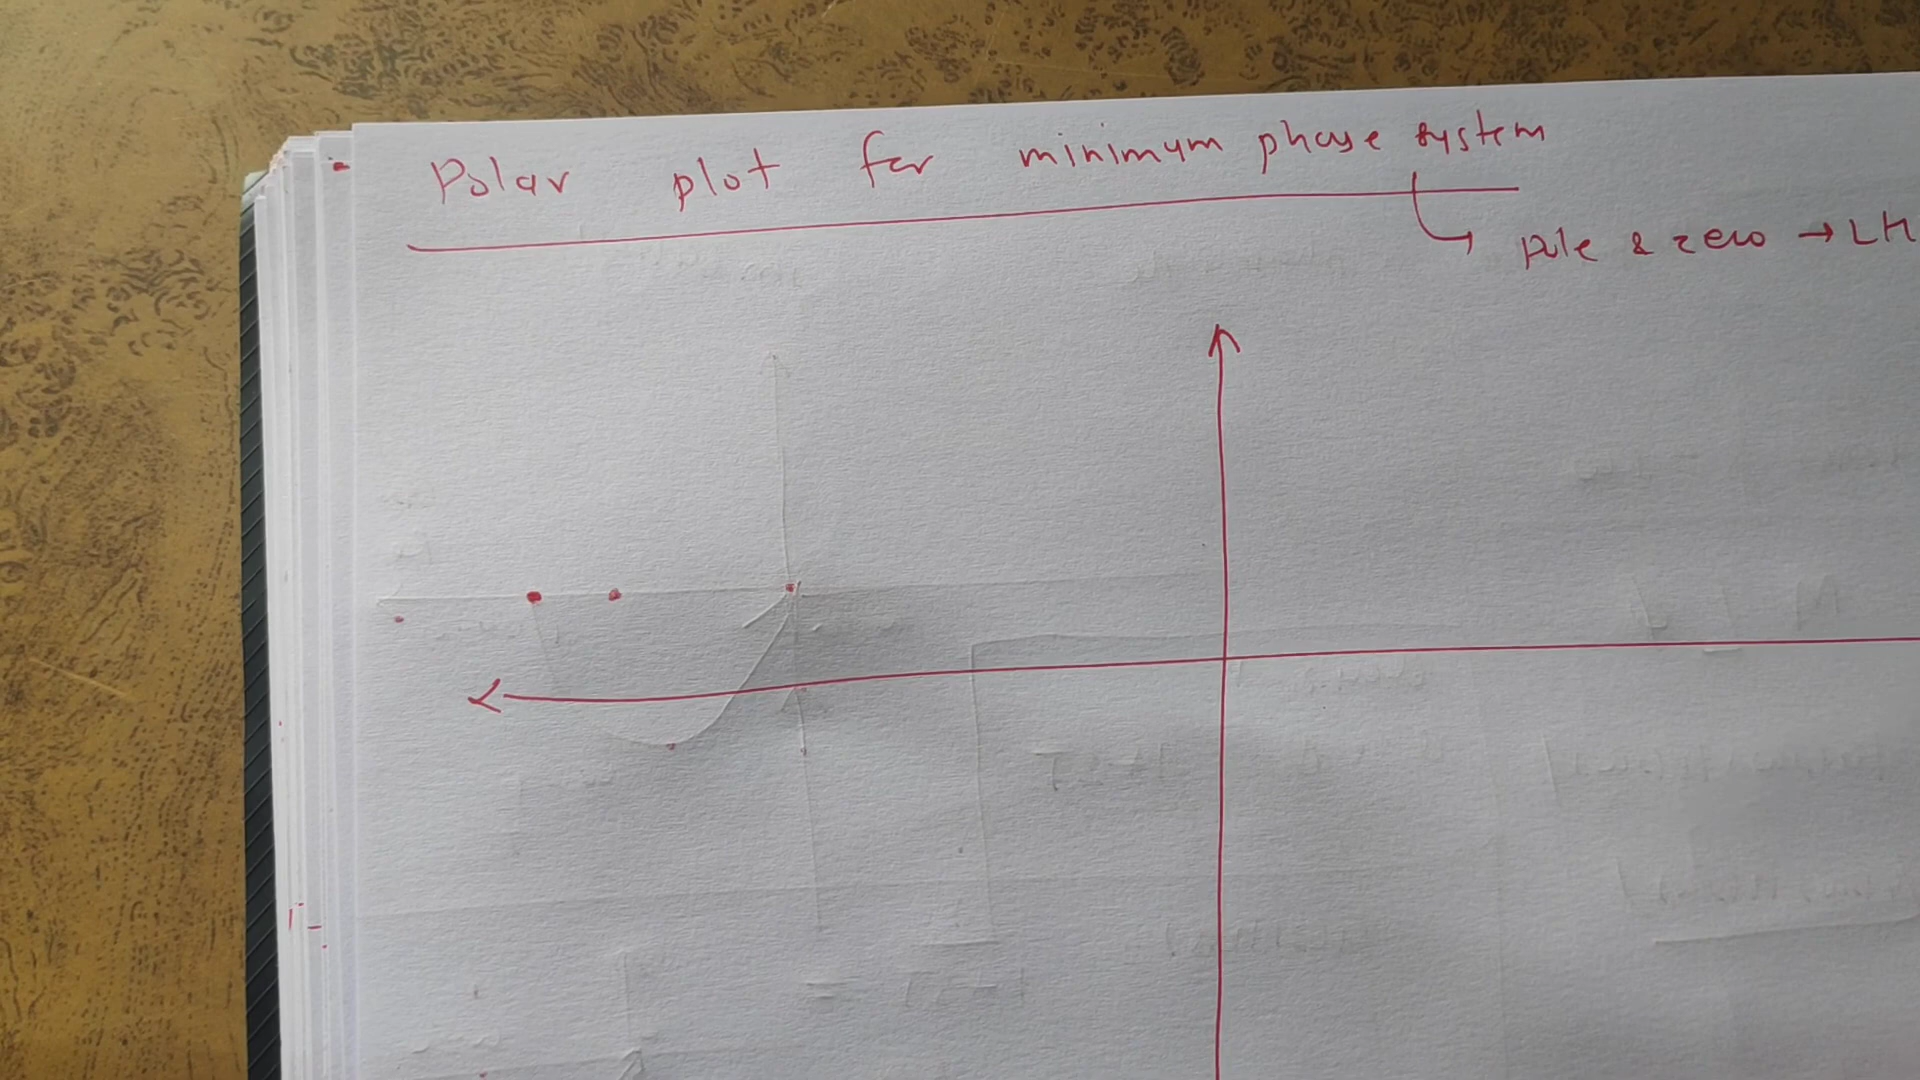 Polar plot for minimum phase system
→ pole & zero → LH